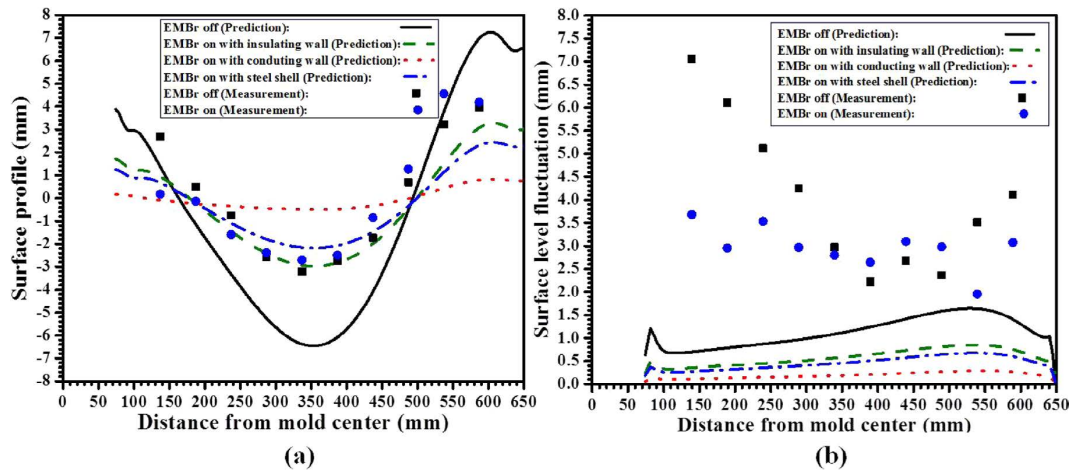 EMBr off (Prediction):
EMBr on with insulating wall (Prediction):
EMBr on with conducting wall (Prediction):
EMBr on with steel shell (Prediction):
EMBr off (Measurement):
EMBr on (Measurement):
8
7
6
5
4
3
2
1
0
-1
-2
-3
-4
-5
-6
-7
-8
Surface profile (mm)
0 50 100 150 200 250 300 350 400 450 500 550 600 650
Distance from mold center (mm)
(a)
EMBr off (Prediction):
EMBr on with insulating wall (Prediction):
EMBr on with conducting wall (Prediction):
EMBr on with steel shell (Prediction):
EMBr off (Measurement):
EMBr on (Measurement):
8.0
7.5
7.0
6.5
6.0
5.5
5.0
4.5
4.0
3.5
3.0
2.5
2.0
1.5
1.0
0.5
0.0
Surface level fluctuation (mm)
0 50 100 150 200 250 300 350 400 450 500 550 600 650
Distance from mold center (mm)
(b)